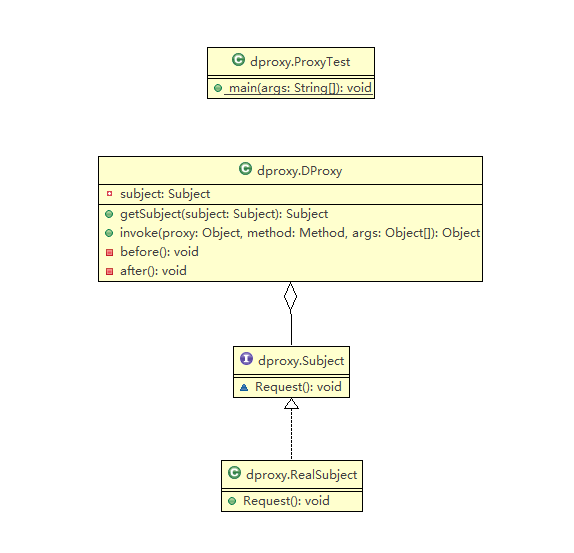 C dproxy.ProxyTest
main(args: String[]): void
C dproxy.DProxy
subject: Subject
getSubject(subject: Subject): Subject
invoke(proxy: Object, method: Method, args: Object[]): Object
before(): void
after(): void
I dproxy.Subject
Request(): void
C dproxy.RealSubject
Request(): void